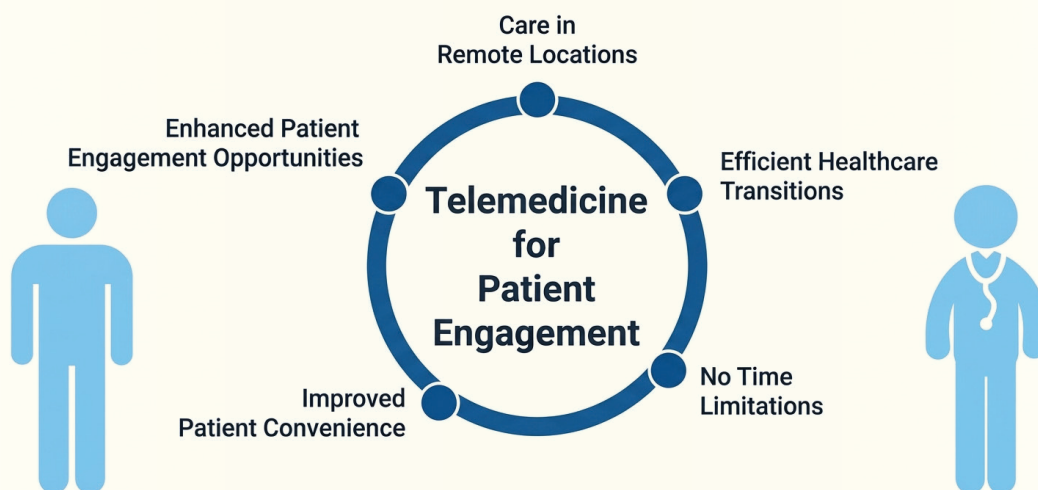 Care in
Remote Locations
Enhanced Patient
Engagement Opportunities
Efficient Healthcare
Transitions
Telemedicine
for
Patient
Engagement
No Time
Limitations
Improved
Patient Convenience